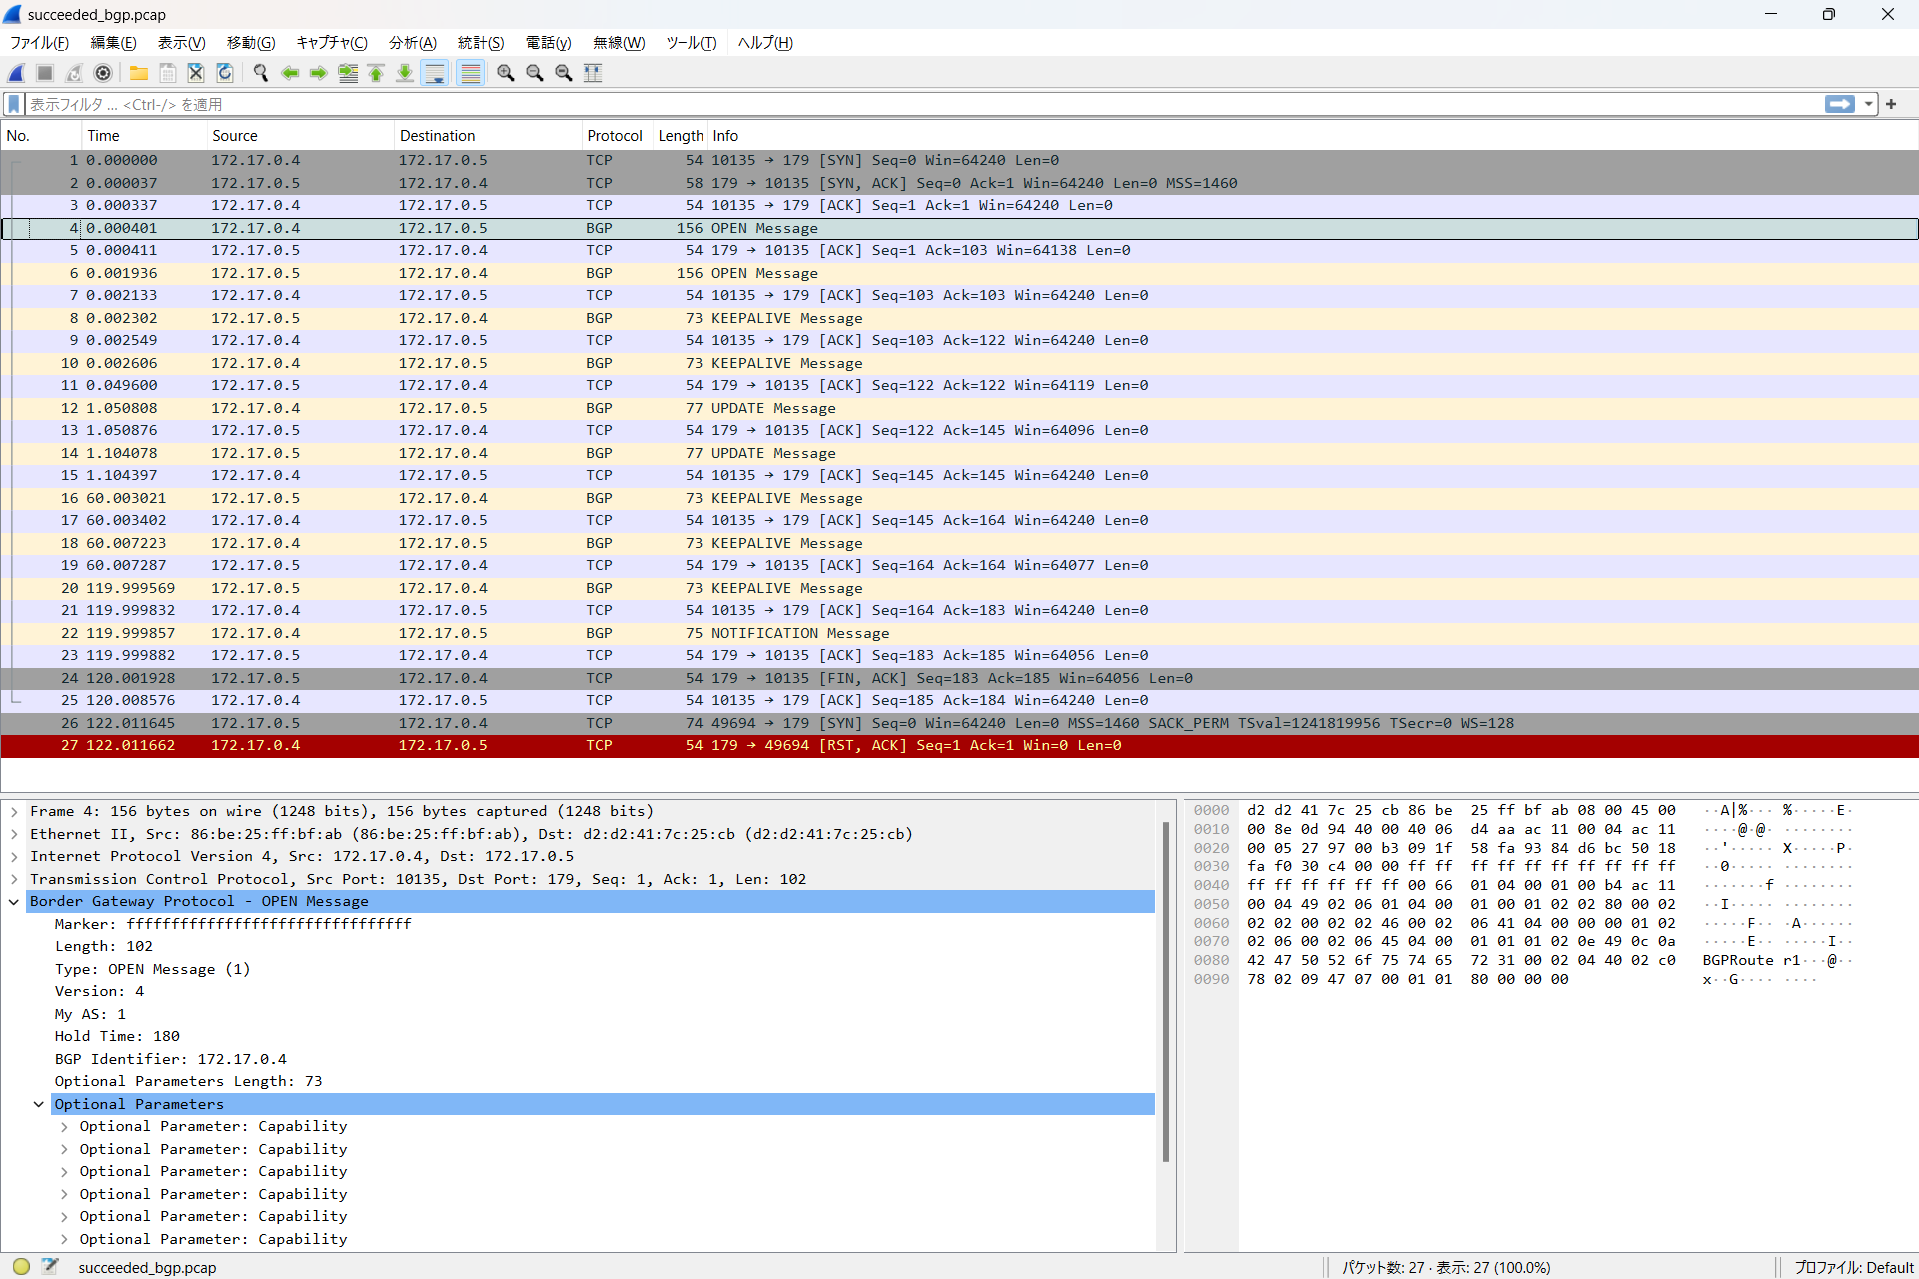 succeeded_bgp.pcap
ファイル(F) 編集(E) 表示(V) 移動(G) キャプチャ(C) 分析(A) 統計(S) 電話(y) 無線(W) ツール(T) ヘルプ(H)
表示フィルタ ... <Ctrl-/> を適用
No. Time Source Destination Protocol Length Info
1 0.000000 172.17.0.4 172.17.0.5 TCP 54 10135 → 179 [SYN] Seq=0 Win=64240 Len=0
2 0.000037 172.17.0.5 172.17.0.4 TCP 58 179 → 10135 [SYN, ACK] Seq=0 Ack=1 Win=64240 Len=0 MSS=1460
3 0.000337 172.17.0.4 172.17.0.5 TCP 54 10135 → 179 [ACK] Seq=1 Ack=1 Win=64240 Len=0
4 0.000401 172.17.0.4 172.17.0.5 BGP 156 OPEN Message
5 0.000411 172.17.0.5 172.17.0.4 TCP 54 179 → 10135 [ACK] Seq=1 Ack=103 Win=64138 Len=0
6 0.001936 172.17.0.5 172.17.0.4 BGP 156 OPEN Message
7 0.002133 172.17.0.4 172.17.0.5 TCP 54 10135 → 179 [ACK] Seq=103 Ack=103 Win=64240 Len=0
8 0.002302 172.17.0.5 172.17.0.4 BGP 73 KEEPALIVE Message
9 0.002549 172.17.0.4 172.17.0.5 TCP 54 10135 → 179 [ACK] Seq=103 Ack=122 Win=64240 Len=0
10 0.002606 172.17.0.4 172.17.0.5 BGP 73 KEEPALIVE Message
11 0.049600 172.17.0.5 172.17.0.4 TCP 54 179 → 10135 [ACK] Seq=122 Ack=122 Win=64119 Len=0
12 1.050808 172.17.0.4 172.17.0.5 BGP 77 UPDATE Message
13 1.050876 172.17.0.5 172.17.0.4 TCP 54 179 → 10135 [ACK] Seq=122 Ack=145 Win=64096 Len=0
14 1.104078 172.17.0.5 172.17.0.4 BGP 77 UPDATE Message
15 1.104397 172.17.0.4 172.17.0.5 TCP 54 10135 → 179 [ACK] Seq=145 Ack=145 Win=64240 Len=0
16 60.003021 172.17.0.5 172.17.0.4 BGP 73 KEEPALIVE Message
17 60.003402 172.17.0.4 172.17.0.5 TCP 54 10135 → 179 [ACK] Seq=145 Ack=164 Win=64240 Len=0
18 60.007223 172.17.0.4 172.17.0.5 BGP 73 KEEPALIVE Message
19 60.007287 172.17.0.5 172.17.0.4 TCP 54 179 → 10135 [ACK] Seq=164 Ack=164 Win=64077 Len=0
20 119.999569 172.17.0.5 172.17.0.4 BGP 73 KEEPALIVE Message
21 119.999832 172.17.0.4 172.17.0.5 TCP 54 10135 → 179 [ACK] Seq=164 Ack=183 Win=64240 Len=0
22 119.999857 172.17.0.4 172.17.0.5 BGP 75 NOTIFICATION Message
23 119.999882 172.17.0.5 172.17.0.4 TCP 54 179 → 10135 [ACK] Seq=183 Ack=185 Win=64056 Len=0
24 120.001928 172.17.0.5 172.17.0.4 TCP 54 179 → 10135 [FIN, ACK] Seq=183 Ack=185 Win=64056 Len=0
25 120.008576 172.17.0.4 172.17.0.5 TCP 54 10135 → 179 [ACK] Seq=185 Ack=184 Win=64240 Len=0
26 122.011645 172.17.0.5 172.17.0.4 TCP 74 49694 → 179 [SYN] Seq=0 Win=64240 Len=0 MSS=1460 SACK_PERM TSval=1241819956 TSecr=0 WS=128
27 122.011662 172.17.0.4 172.17.0.5 TCP 54 179 → 49694 [RST, ACK] Seq=1 Ack=1 Win=0 Len=0
Frame 4: 156 bytes on wire (1248 bits), 156 bytes captured (1248 bits)
Ethernet II, Src: 86:be:25:ff:bf:ab (86:be:25:ff:bf:ab), Dst: d2:d2:41:7c:25:cb (d2:d2:41:7c:25:cb)
Internet Protocol Version 4, Src: 172.17.0.4, Dst: 172.17.0.5
Transmission Control Protocol, Src Port: 10135, Dst Port: 179, Seq: 1, Ack: 1, Len: 102
Border Gateway Protocol - OPEN Message
Marker: ffffffffffffffffffffffffffffffff
Length: 102
Type: OPEN Message (1)
Version: 4
My AS: 1
Hold Time: 180
BGP Identifier: 172.17.0.4
Optional Parameters Length: 73
Optional Parameters
Optional Parameter: Capability
Optional Parameter: Capability
Optional Parameter: Capability
Optional Parameter: Capability
Optional Parameter: Capability
Optional Parameter: Capability
0000 d2 d2 41 7c 25 cb 86 be 25 ff bf ab 08 00 45 00 ··A|%··· %·····E·
0010 00 8e 0d 94 40 00 40 06 d4 aa ac 11 00 04 ac 11 ····@·@· ········
0020 00 05 27 97 00 b3 09 1f 58 fa 93 84 d6 bc 50 18 ··'····· X·····P·
0030 fa f0 30 c4 00 00 ff ff ff ff ff ff ff ff ff ff ··0····· ········
0040 ff ff ff ff ff ff 00 66 01 04 00 01 00 b4 ac 11 ·······f ········
0050 00 04 49 02 06 01 04 00 01 00 01 02 02 80 00 02 ··I····· ········
0060 02 02 00 02 02 46 00 02 06 41 04 00 00 00 01 02 ·····F·· ·A······
0070 02 06 00 02 06 45 04 00 01 01 01 02 0e 49 0c 0a ·····E·· ·····I··
0080 42 47 50 52 6f 75 74 65 72 31 00 02 04 40 02 c0 BGPRoute r1···@··
0090 78 02 09 47 07 00 01 01 80 00 00 00 x··G···· ····
succeeded_bgp.pcap
パケット数: 27 · 表示: 27 (100.0%)
プロファイル: Default